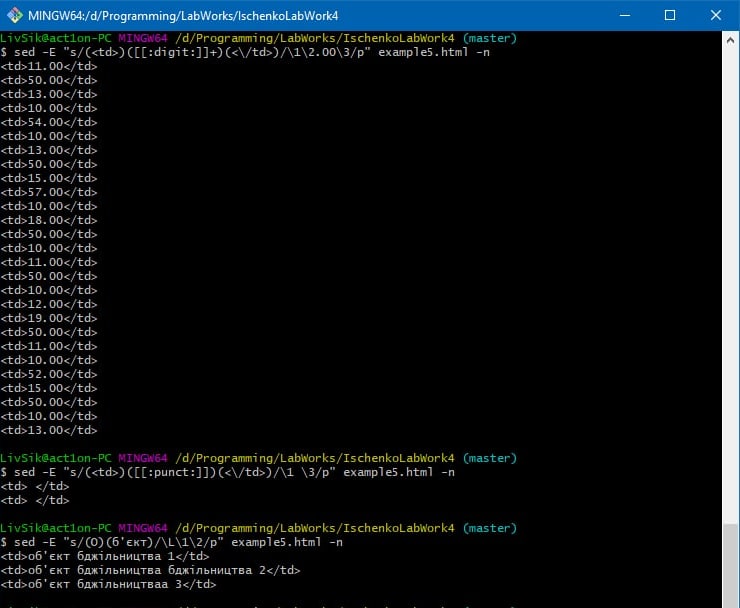 MINGW64:/d/Programming/LabWorks/IschenkoLabWork4
LivSik@act1on-PC MINGW64 /d/Programming/LabWorks/IschenkoLabWork4 (master)
$ sed -E "s/(<td>)([[:digit:]]+)(<\/td>)/\1\2.00\3/p" example5.html -n
<td>11.00</td>
<td>50.00</td>
<td>13.00</td>
<td>10.00</td>
<td>54.00</td>
<td>10.00</td>
<td>13.00</td>
<td>50.00</td>
<td>15.00</td>
<td>57.00</td>
<td>10.00</td>
<td>18.00</td>
<td>50.00</td>
<td>10.00</td>
<td>11.00</td>
<td>50.00</td>
<td>10.00</td>
<td>12.00</td>
<td>19.00</td>
<td>50.00</td>
<td>11.00</td>
<td>10.00</td>
<td>52.00</td>
<td>15.00</td>
<td>50.00</td>
<td>10.00</td>
<td>13.00</td>
LivSik@act1on-PC MINGW64 /d/Programming/LabWorks/IschenkoLabWork4 (master)
$ sed -E "s/(<td>)([[:punct:]])(<\/td>)/\1 \3/p" example5.html -n
<td> </td>
<td> </td>
LivSik@act1on-PC MINGW64 /d/Programming/LabWorks/IschenkoLabWork4 (master)
$ sed -E "s/(О)(б'єкт)/\L\1\2/p" example5.html -n
<td>об'єкт бджільництва 1</td>
<td>об'єкт бджільництва бджільництва 2</td>
<td>об'єкт бджільництваа 3</td>